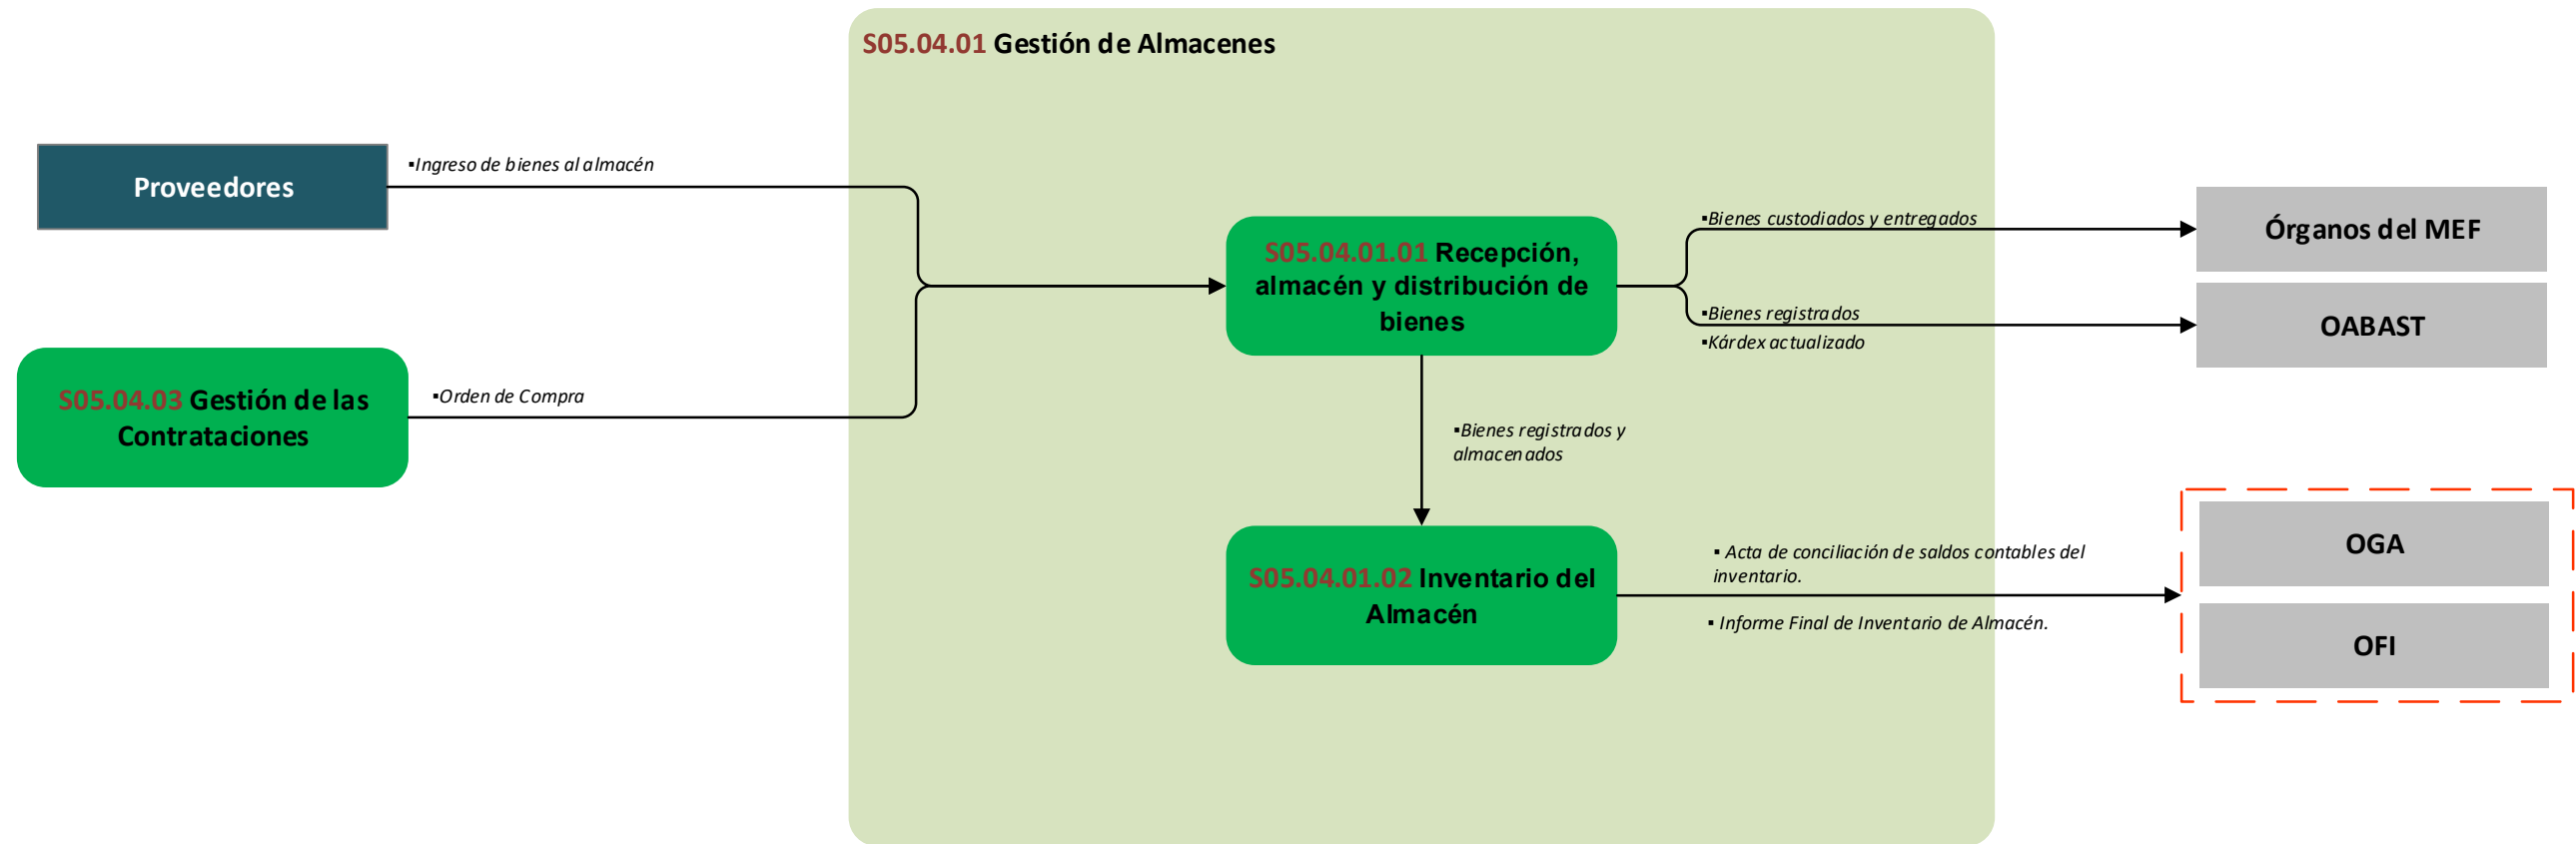 S05.04.01 Gestión de Almacenes
Proveedores
▪Ingreso de bienes al almacén
S05.04.03 Gestión de las
Contrataciones
▪Orden de Compra
S05.04.01.01 Recepción,
almacén y distribución de
bienes
▪Bienes custodiados y entregados
Órganos del MEF
▪Bienes registrados
▪Kárdex actualizado
OABAST
▪Bienes registrados y
almacenados
S05.04.01.02 Inventario del
Almacén
▪ Acta de conciliación de saldos contables del
inventario.
▪ Informe Final de Inventario de Almacén.
OGA
OFI